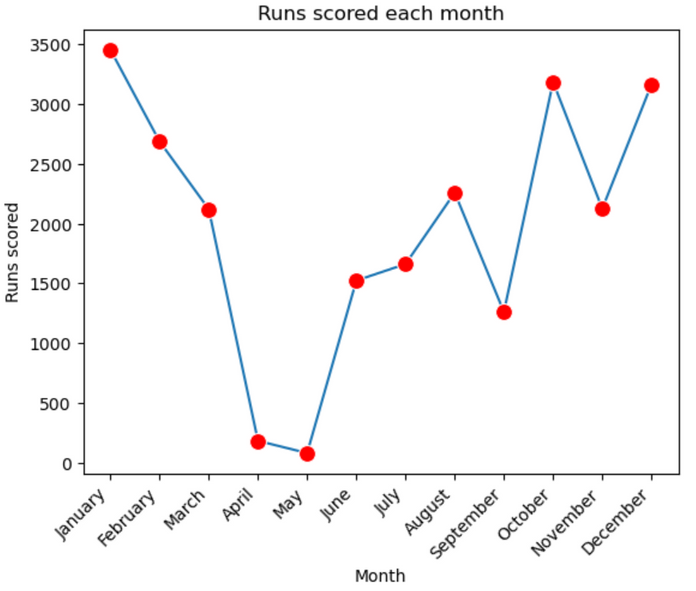 Runs scored each month
3500
3000
2500
2000
1500
1000
500
0
Runs scored
January
February
March
April
May
June
July
August
September
October
November
December
Month